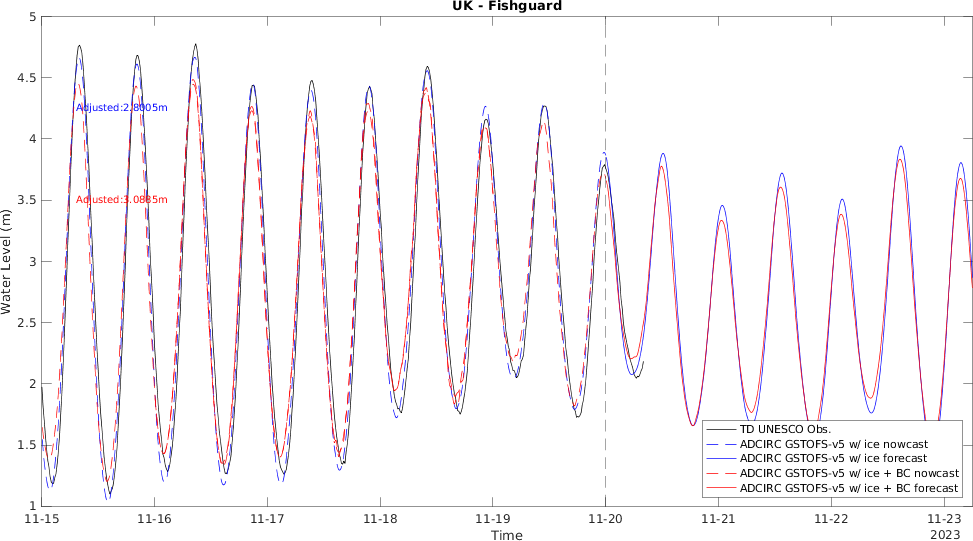 UK - Fishguard
5
4.5
4
3.5
3
2.5
2
1.5
1
Water Level (m)
Adjusted:2.8005m
Adjusted:3.0885m
TD UNESCO Obs.
ADCIRC GSTOFS-v5 w/ ice nowcast
ADCIRC GSTOFS-v5 w/ ice forecast
ADCIRC GSTOFS-v5 w/ ice + BC nowcast
ADCIRC GSTOFS-v5 w/ ice + BC forecast
11-15 11-16 11-17 11-18 11-19 11-20 11-21 11-22 11-23
Time
2023